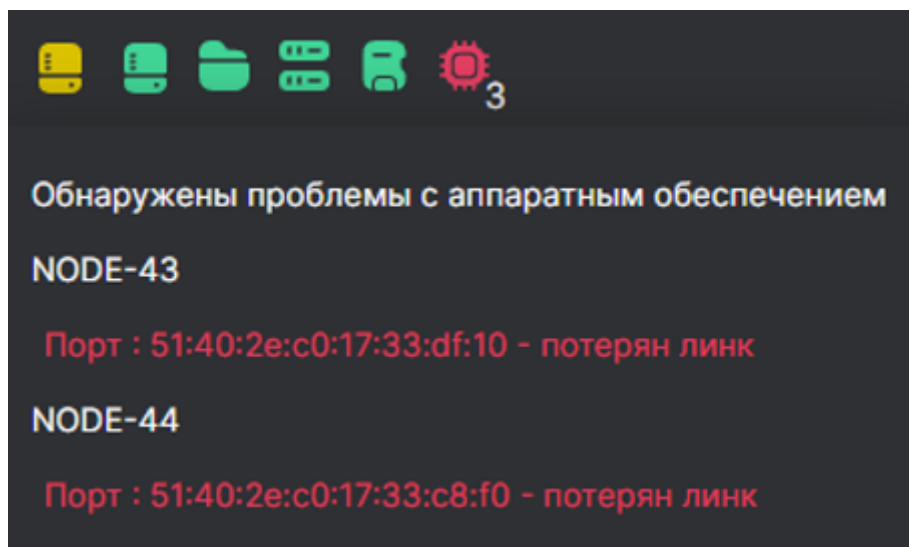 3
Обнаружены проблемы с аппаратным обеспечением
NODE-43
Порт : 51:40:2e:c0:17:33:df:10 - потерян линк
NODE-44
Порт : 51:40:2e:c0:17:33:c8:f0 - потерян линк